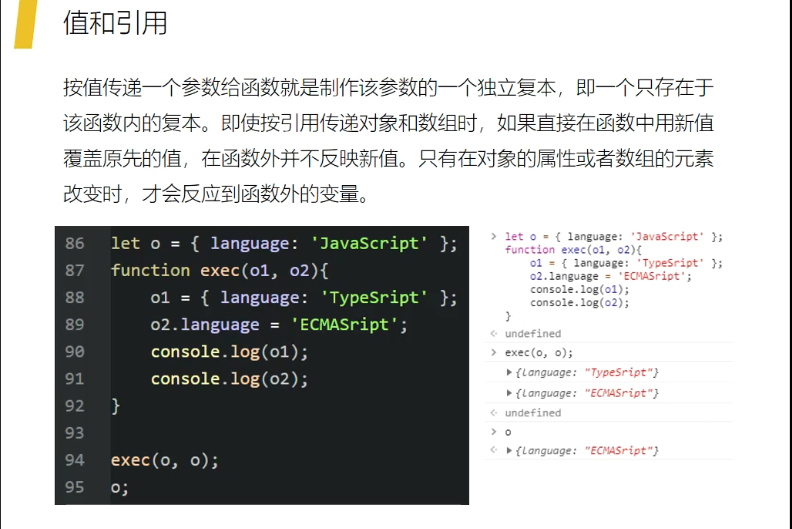 值和引用
按值传递一个参数给函数就是制作该参数的一个独立复本，即一个只存在于
该函数内的复本。即使按引用传递对象和数组时，如果直接在函数中用新值
覆盖原先的值，在函数外并不反映新值。只有在对象的属性或者数组的元素
改变时，才会反应到函数外的变量。
86 let o = { language: 'JavaScript' };
87 function exec(o1, o2){
88 o1 = { language: 'TypeSript' };
89 o2.language = 'ECMASript';
90 console.log(o1);
91 console.log(o2);
92 }
93
94 exec(o, o);
95 o;
> let o = { language: 'JavaScript' };
function exec(o1, o2){
o1 = { language: 'TypeSript' };
o2.language = 'ECMASript';
console.log(o1);
console.log(o2);
}
<· undefined
> exec(o, o);
▶{language: "TypeSript"}
▶{language: "ECMASript"}
<· undefined
> o
<· ▶{language: "ECMASript"}